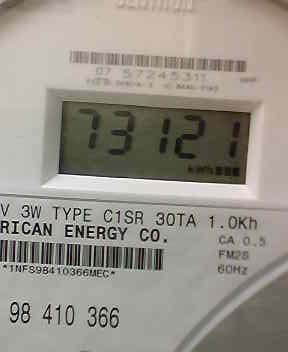 07 57245311
73121
kWh
V 3W TYPE C1SR 30TA 1.0Kh
RICAN ENERGY CO.
CA 0.5
FM2S
60Hz
*1NFS98410366MEC*
98 410 366